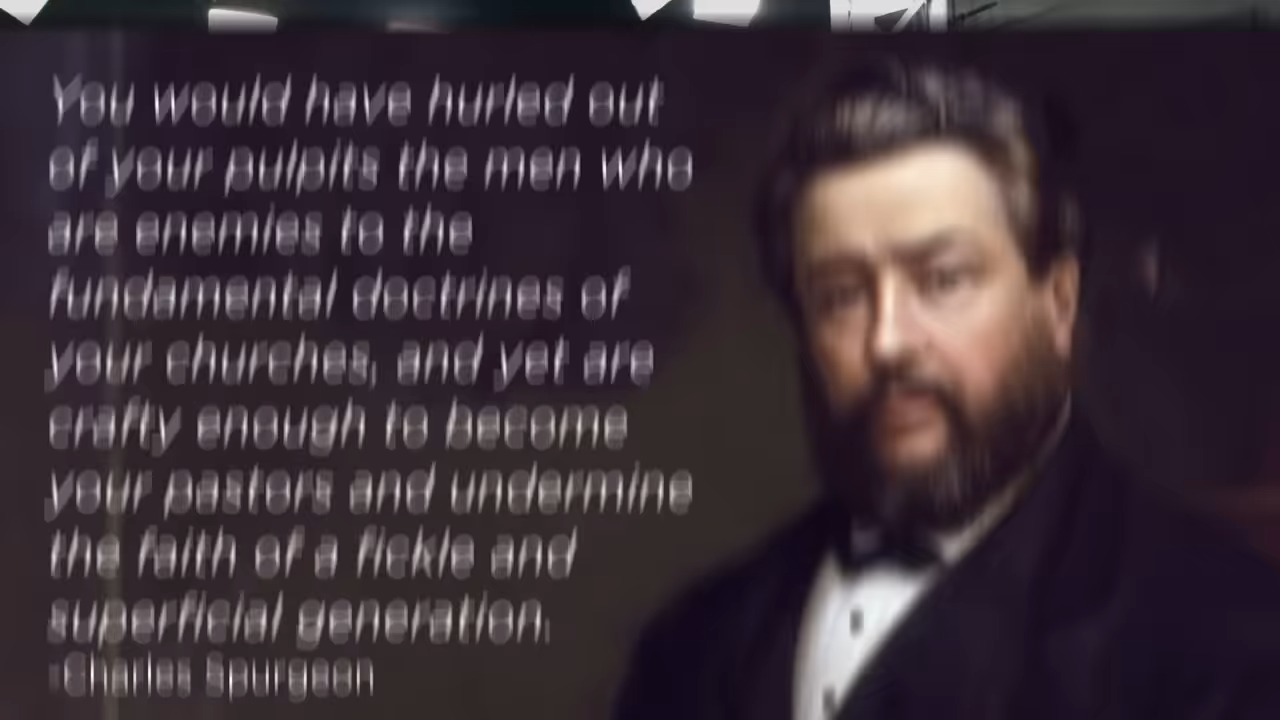 You would have hurled out
of your pulpits the men who
are enemies to the
fundamental doctrines of
your churches, and yet are
crafty enough to become
your pastors and undermine
the faith of a fickle and
superficial generation.
-Charles Spurgeon